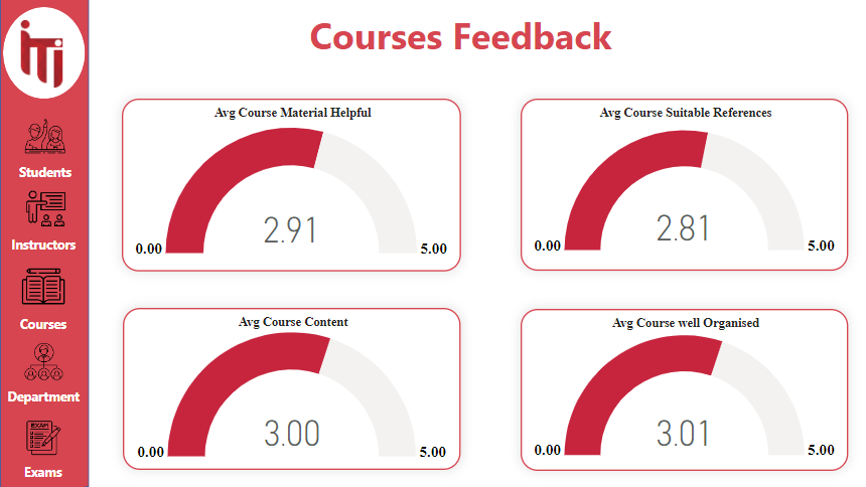 Courses Feedback
iTi
Students
Instructors
Courses
Department
EXAM
Exams
Avg Course Material Helpful
2.91
0.00
5.00
Avg Course Suitable References
2.81
0.00
5.00
Avg Course Content
3.00
0.00
5.00
Avg Course well Organised
3.01
0.00
5.00